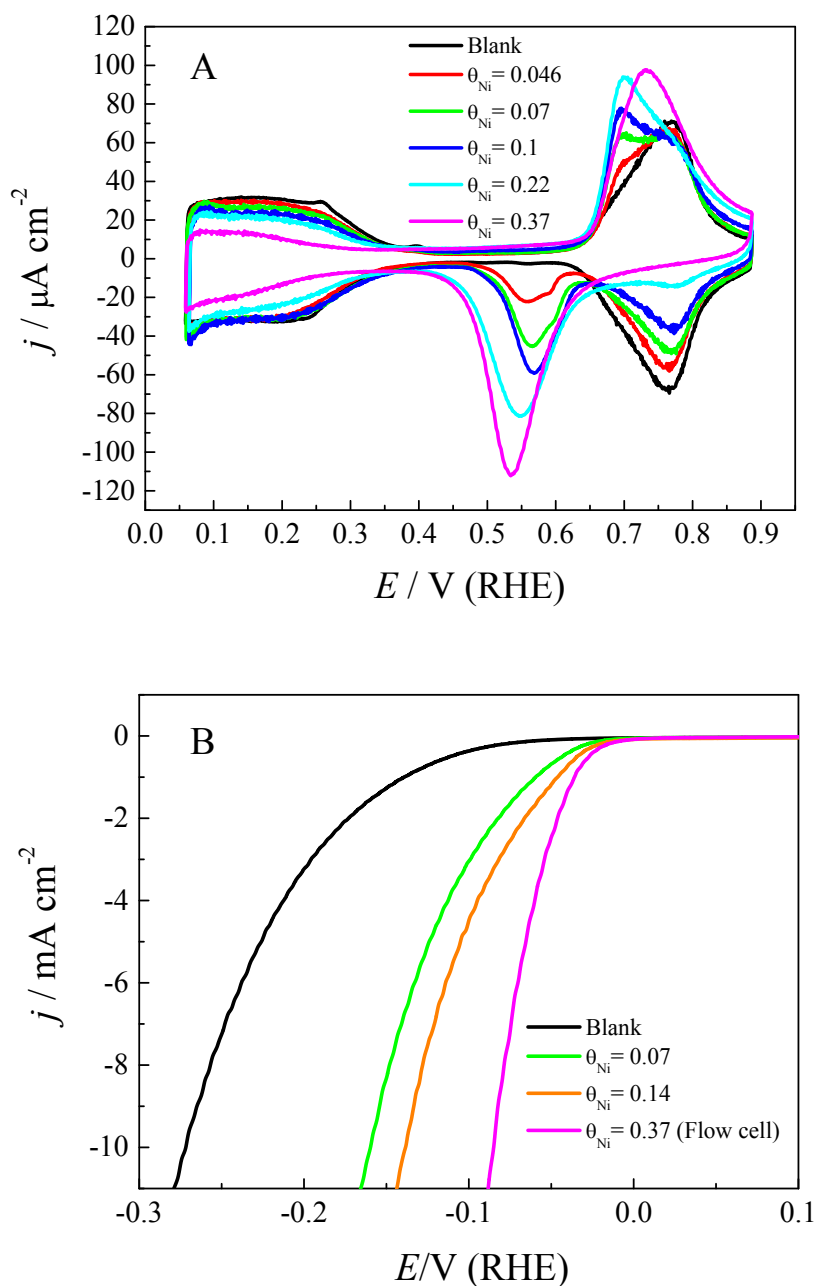 A
Blank
θNi= 0.046
θNi= 0.07
θNi= 0.1
θNi= 0.22
θNi= 0.37
120
100
80
60
40
20
0
-20
-40
-60
-80
-100
-120
j / μA cm-2
0.0 0.1 0.2 0.3 0.4 0.5 0.6 0.7 0.8 0.9
E / V (RHE)
B
0
-2
-4
-6
-8
-10
j / mA cm-2
Blank
θNi= 0.07
θNi= 0.14
θNi= 0.37 (Flow cell)
-0.3 -0.2 -0.1 0.0 0.1
E/V (RHE)